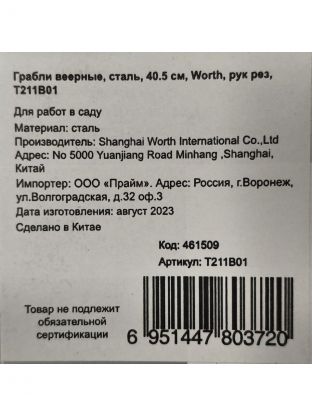 Грабли веерные, сталь, 40.5 см, Worth, рук рез,
T211B01
Для работ в саду
Материал: сталь
Производитель: Shanghai Worth International Co.,Ltd
Адрес: No 5000 Yuanjiang Road Minhang ,Shanghai,
Китай
Импортер: ООО «Прайм». Адрес: Россия, г.Воронеж,
ул.Волгоградская, д.32 оф.3
Дата изготовления: август 2023
Сделано в Китае
Код: 461509
Артикул: T211B01
Товар не подлежит
обязательной
сертификации
6 951447 803720